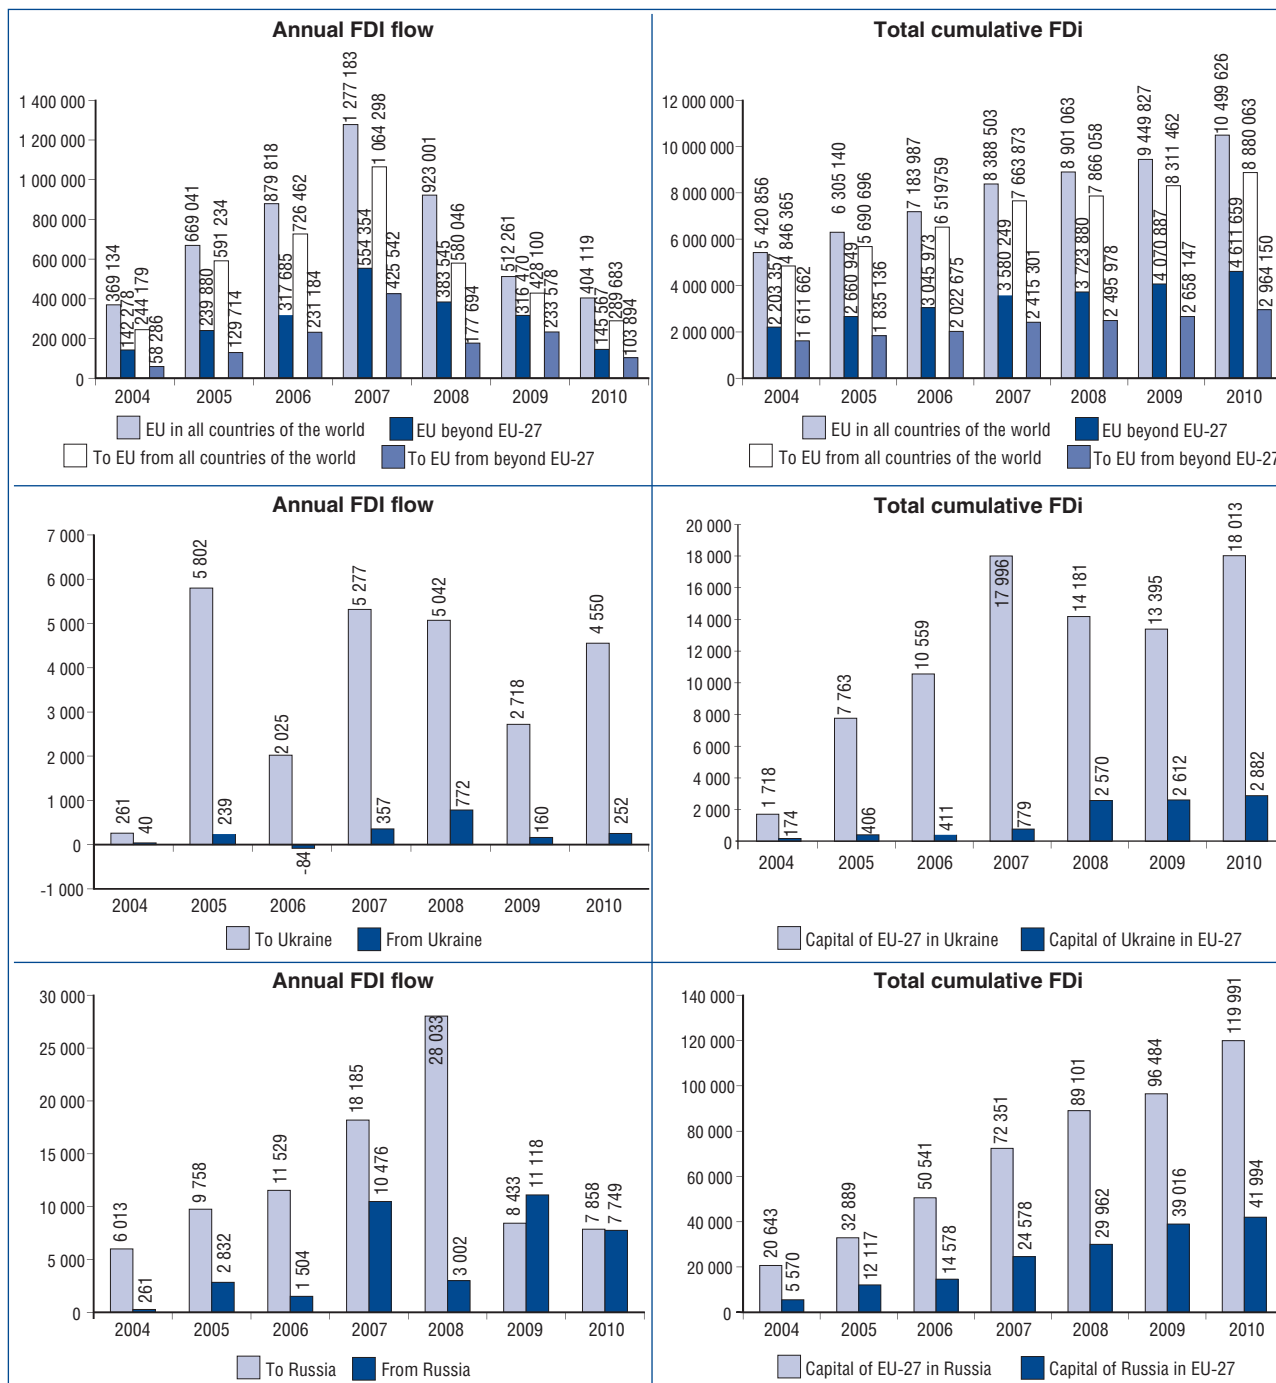 Annual FDI flow
1 400 000
1 200 000
1 000 000
800 000
600 000
400 000
200 000
0
369 134
142 278
244 179
58 286
669 041
239 880
591 234
129 714
879 818
317 685
726 462
231 184
1 277 183
554 354
1 064 298
425 542
923 001
383 545
580 046
177 694
512 261
316 470
428 100
233 578
404 119
145 567
289 683
103 894
2004 2005 2006 2007 2008 2009 2010
EU in all countries of the world EU beyond EU-27
To EU from all countries of the world To EU from beyond EU-27
Total cumulative FDi
12 000 000
10 000 000
8 000 000
6 000 000
4 000 000
2 000 000
0
5 420 856
2 203 357
4 846 365
1 611 662
6 305 140
2 660 949
5 690 696
1 835 136
7 183 987
3 045 973
6 519759
2 022 675
8 388 503
3 580 249
7 663 873
2 415 301
8 901 063
3 723 880
7 866 058
2 495 978
9 449 827
4 070 887
8 311 462
2 658 147
10 499 626
4 611 659
8 880 063
2 964 150
2004 2005 2006 2007 2008 2009 2010
EU in all countries of the world EU beyond EU-27
To EU from all countries of the world To EU from beyond EU-27
Annual FDI flow
7 000
6 000
5 000
4 000
3 000
2 000
1 000
0
-1 000
261
40
5 802
239
2 025
-84
5 277
357
5 042
772
2 718
160
4 550
252
2004 2005 2006 2007 2008 2009 2010
To Ukraine From Ukraine
Total cumulative FDi
20 000
18 000
16 000
14 000
12 000
10 000
8 000
6 000
4 000
2 000
0
1 718
174
7 763
406
10 559
411
17 996
779
14 181
2 570
13 395
2 612
18 013
2 882
2004 2005 2006 2007 2008 2009 2010
Capital of EU-27 in Ukraine Capital of Ukraine in EU-27
Annual FDI flow
30 000
25 000
20 000
15 000
10 000
5 000
0
6 013
261
9 758
2 832
11 529
1 504
18 185
10 476
28 033
3 002
8 433
11 118
7 858
7 749
2004 2005 2006 2007 2008 2009 2010
To Russia From Russia
Total cumulative FDi
140 000
120 000
100 000
80 000
60 000
40 000
20 000
0
20 643
5 570
32 889
12 117
50 541
14 578
72 351
24 578
89 101
29 962
96 484
39 016
119 991
41 994
2004 2005 2006 2007 2008 2009 2010
Capital of EU-27 in Russia Capital of Russia in EU-27